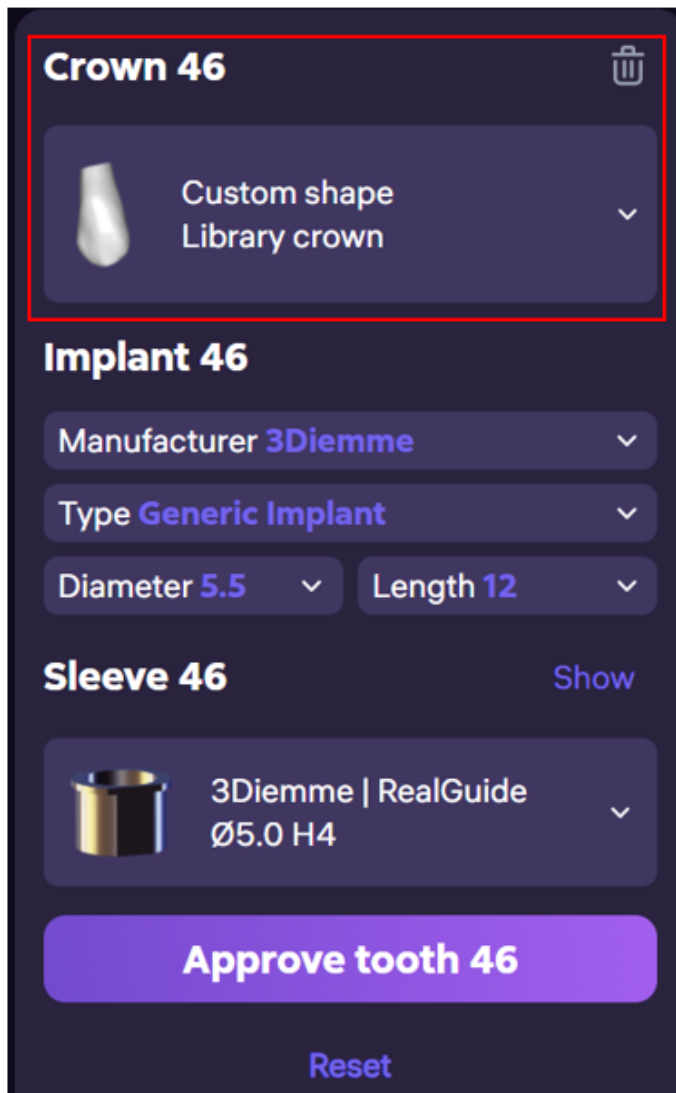 Crown 46
Custom shape
Library crown
Implant 46
Manufacturer 3Diemme
Type Generic Implant
Diameter 5.5 Length 12
Sleeve 46 Show
3Diemme | RealGuide
Ø5.0 H4
Approve tooth 46
Reset